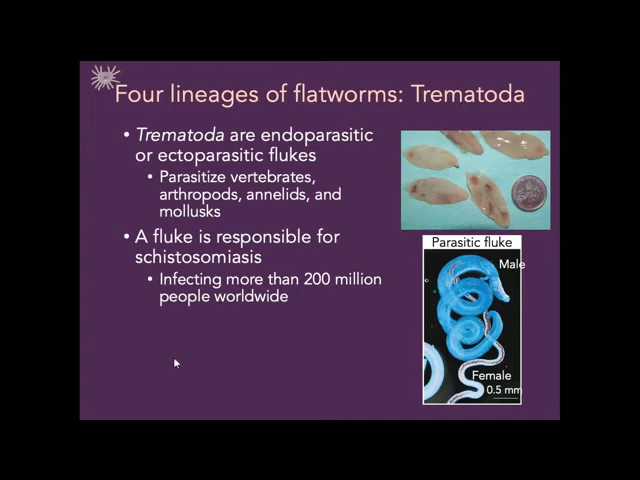 Four lineages of flatworms: Trematoda
• Trematoda are endoparasitic
or ectoparasitic flukes
• Parasitize vertebrates,
arthropods, annelids, and
mollusks
• A fluke is responsible for
schistosomiasis
• Infecting more than 200 million
people worldwide
Parasitic fluke
Male
Female
0.5 mm